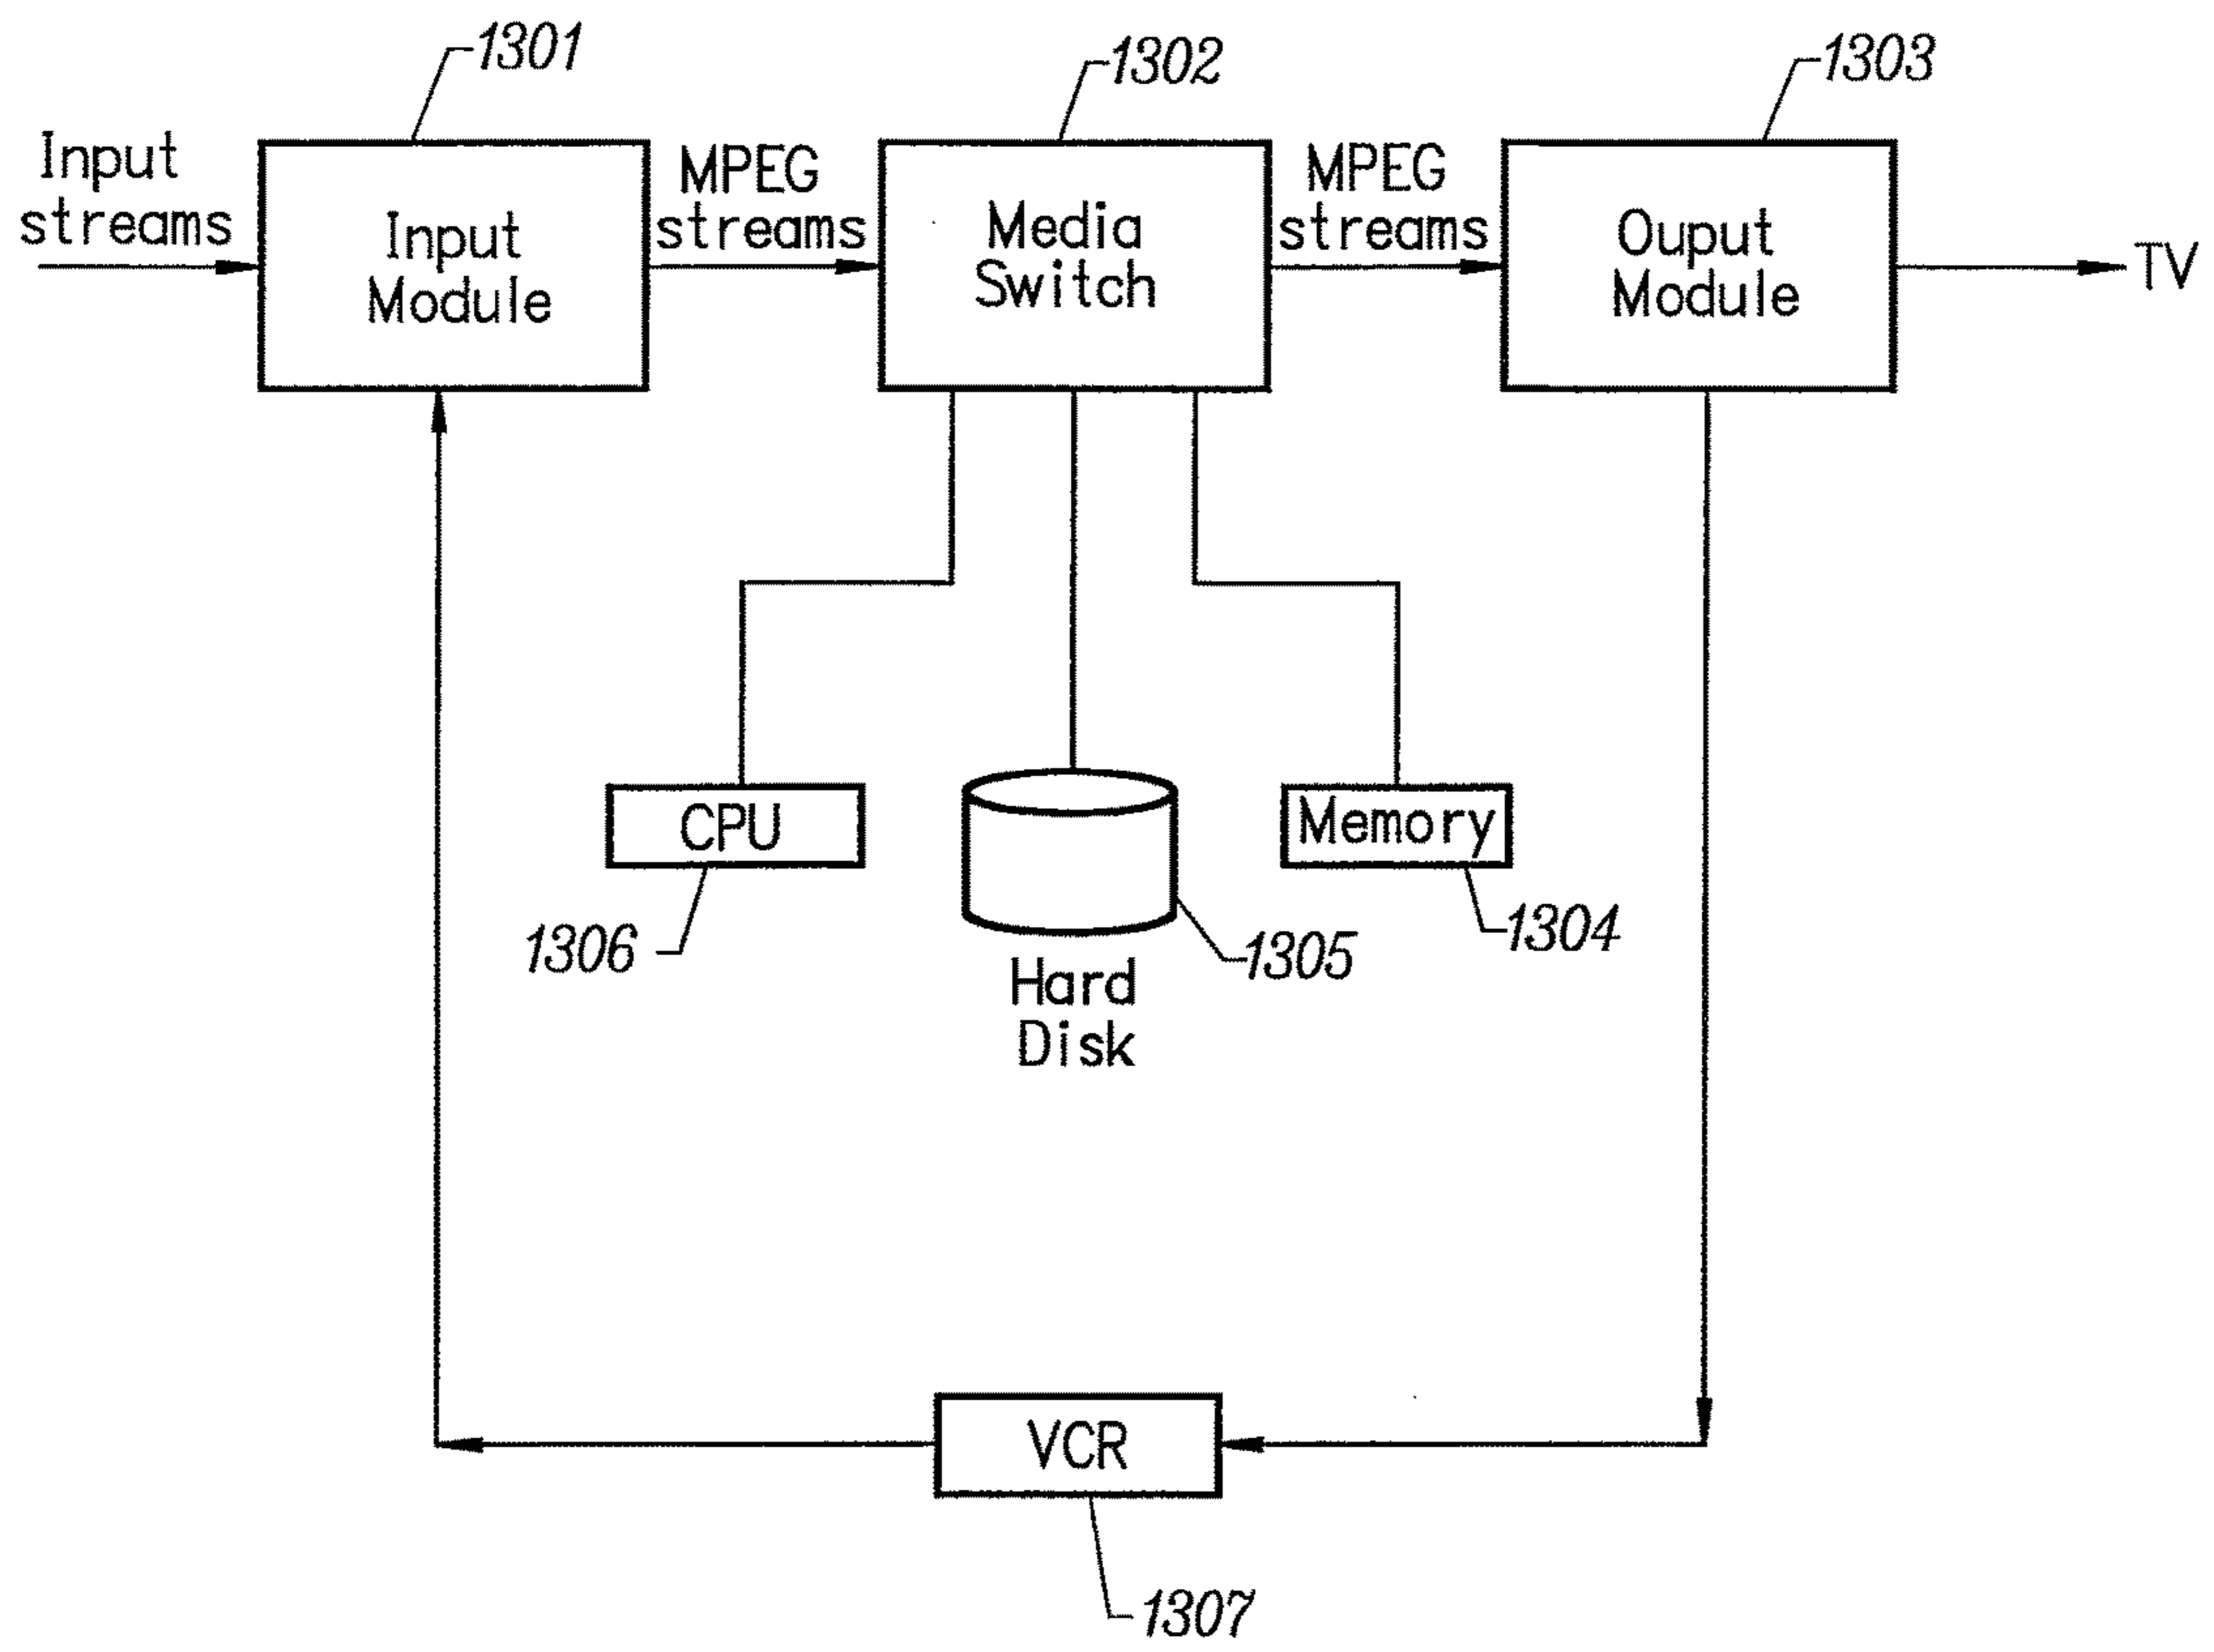 1301
1302
1303
Input
streams
Input
Module
MPEG
streams
Media
Switch
MPEG
streams
Ouput
Module
TV
CPU
1306
Hard
Disk
1305
Memory
1304
VCR
1307